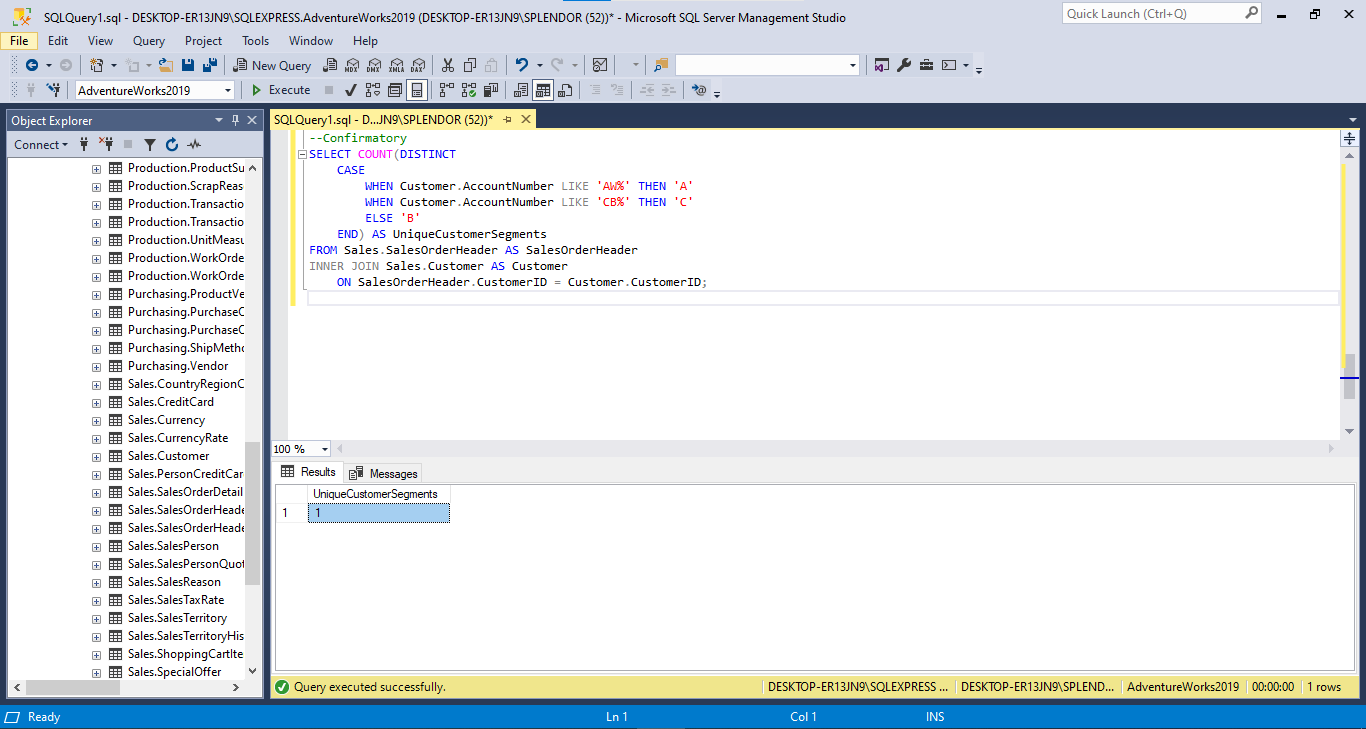 SQLQuery1.sql - DESKTOP-ER13JN9\SQLEXPRESS.AdventureWorks2019 (DESKTOP-ER13JN9\SPLENDOR (52))* - Microsoft SQL Server Management Studio
Quick Launch (Ctrl+Q)
File Edit View Query Project Tools Window Help
New Query MDX DMX XMLA DAX
AdventureWorks2019 Execute
Object Explorer
SQLQuery1.sql - D...JN9\SPLENDOR (52))*
Connect
Production.ProductSu
Production.ScrapReas
Production.Transactio
Production.Transactio
Production.UnitMeasu
Production.WorkOrde
Production.WorkOrde
Purchasing.ProductVe
Purchasing.PurchaseO
Purchasing.PurchaseO
Purchasing.ShipMetho
Purchasing.Vendor
Sales.CountryRegionC
Sales.CreditCard
Sales.Currency
Sales.CurrencyRate
Sales.Customer
Sales.PersonCreditCar
Sales.SalesOrderDetail
Sales.SalesOrderHeade
Sales.SalesOrderHeade
Sales.SalesPerson
Sales.SalesPersonQuot
Sales.SalesReason
Sales.SalesTaxRate
Sales.SalesTerritory
Sales.SalesTerritoryHis
Sales.ShoppingCartIte
Sales.SpecialOffer
--Confirmatory
SELECT COUNT(DISTINCT
CASE
WHEN Customer.AccountNumber LIKE 'AW%' THEN 'A'
WHEN Customer.AccountNumber LIKE 'CB%' THEN 'C'
ELSE 'B'
END) AS UniqueCustomerSegments
FROM Sales.SalesOrderHeader AS SalesOrderHeader
INNER JOIN Sales.Customer AS Customer
ON SalesOrderHeader.CustomerID = Customer.CustomerID;
100 %
Results Messages
UniqueCustomerSegments
1 1
Query executed successfully. DESKTOP-ER13JN9\SQLEXPRESS ... DESKTOP-ER13JN9\SPLEND... AdventureWorks2019 00:00:00 1 rows
Ready Ln 1 Col 1 INS